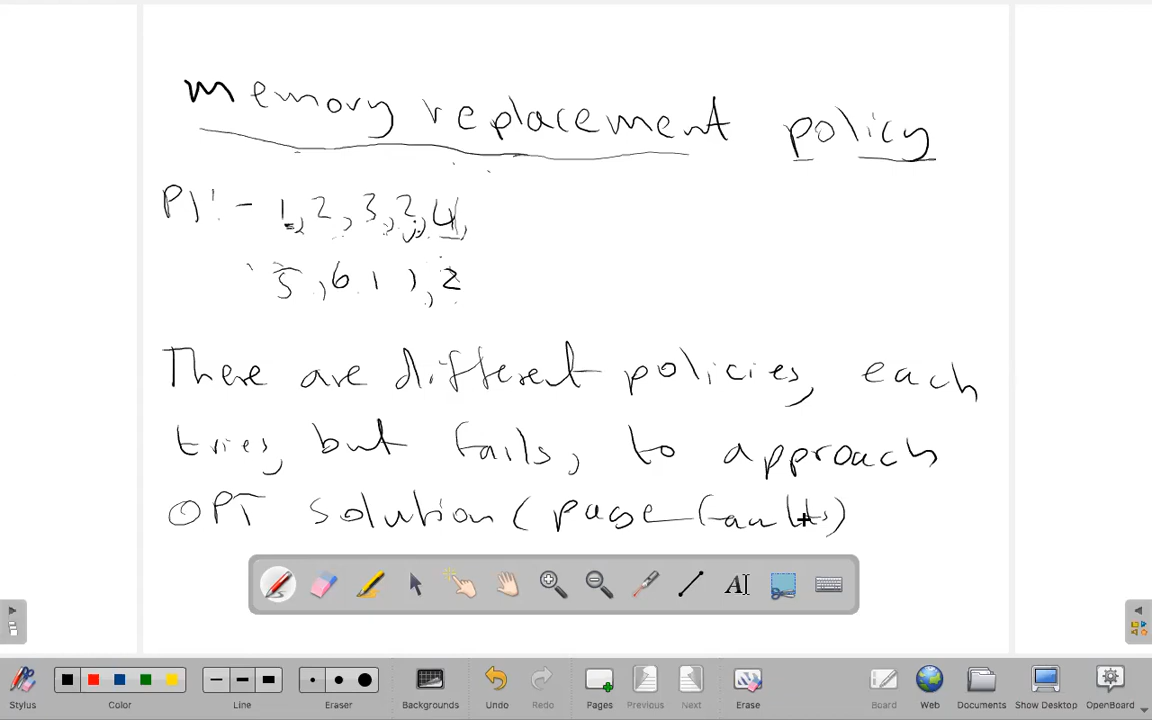 memory replacement policy
P1: - 1, 2, 3, 2, 4,
5, 6, 1, 2
There are different policies, each
tries, but fails, to approach
OPT solution (page faults)
AI
Stylus Color Line Eraser Backgrounds Undo Redo Pages Previous Next Erase Board Web Documents Show Desktop OpenBoard